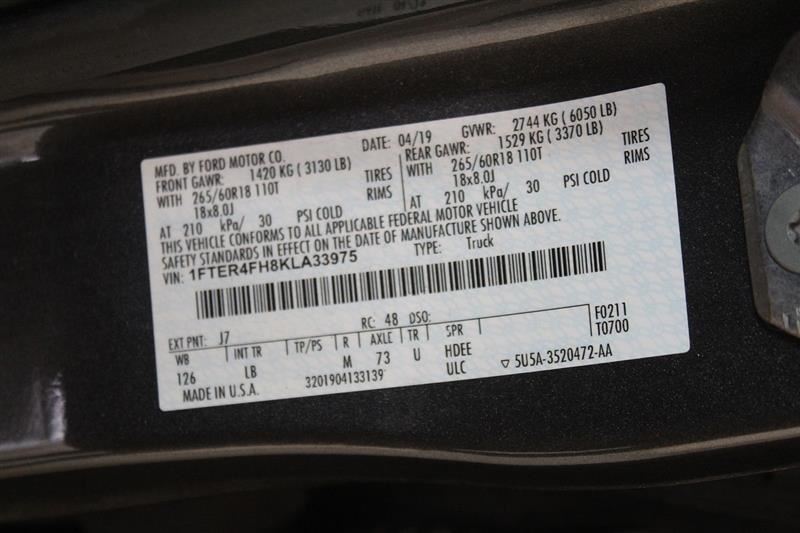 MFD. BY FORD MOTOR CO. DATE: 04/19 GVWR: 2744 KG ( 6050 LB)
FRONT GAWR: 1420 KG ( 3130 LB) REAR GAWR: 1529 KG ( 3370 LB)
WITH 265/60R18 110T TIRES WITH 265/60R18 110T TIRES
18x8.0J RIMS 18x8.0J RIMS
AT 210 kPa/ 30 PSI COLD AT 210 kPa/ 30 PSI COLD
THIS VEHICLE CONFORMS TO ALL APPLICABLE FEDERAL MOTOR VEHICLE
SAFETY STANDARDS IN EFFECT ON THE DATE OF MANUFACTURE SHOWN ABOVE.
VIN: 1FTER4FH8KLA33975 TYPE: Truck
EXT PNT: J7 RC: 48 DSO: F0211
WB INT TR TP/PS R AXLE TR SPR T0700
126 LB M 73 U HDEE
ULC ▽ 5U5A-3520472-AA
MADE IN U.S.A. 3201904133139